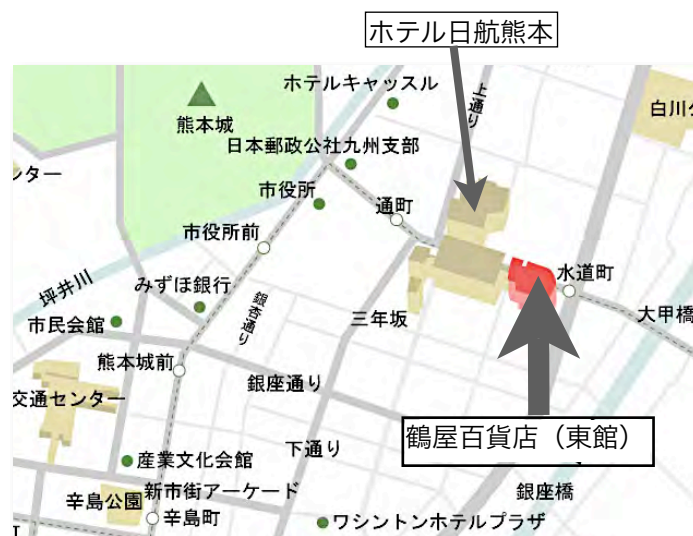 ホテル日航熊本
ホテルキャッスル
上通り
熊本城
白川
日本郵政公社九州支部
ンター
市役所
通町
市役所前
水道町
坪井川
みずほ銀行
銀杏通り
三年坂
大甲橋
市民会館
熊本城前
銀座通り
交通センター
鶴屋百貨店（東館）
下通り
産業文化会館
新市街アーケード
銀座橋
辛島公園
辛島町
ワシントンホテルプラザ